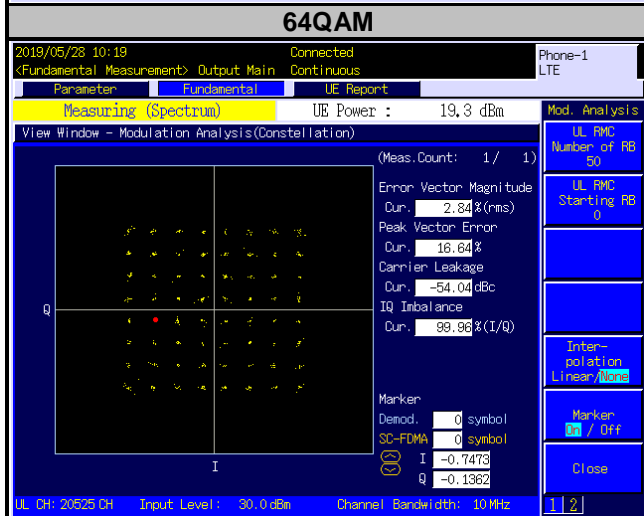 64QAM
2019/05/28 10:19 Connected Phone-1
<Fundamental Measurement> Output Main Continuous LTE
Parameter Fundamental UE Report
Measuring (Spectrum) UE Power : 19.3 dBm Mod. Analysis
View Window - Modulation Analysis(Constellation)
UL RMC
Number of RB
50
(Meas.Count: 1/ 1)
Error Vector Magnitude
Cur. 2.84 %(rms)
UL RMC
Starting RB
0
Peak Vector Error
Cur. 16.64 %
Carrier Leakage
Cur. -54.04 dBc
IQ Imbalance
Cur. 99.96 %(I/Q)
Q
I
Inter-
polation
Linear/None
Marker
Demod. 0 symbol
SC-FDMA 0 symbol
I -0.7473
Q -0.1362
Marker
On / Off
Close
UL CH: 20525 CH Input Level: 30.0 dBm Channel Bandwidth: 10 MHz 1 2